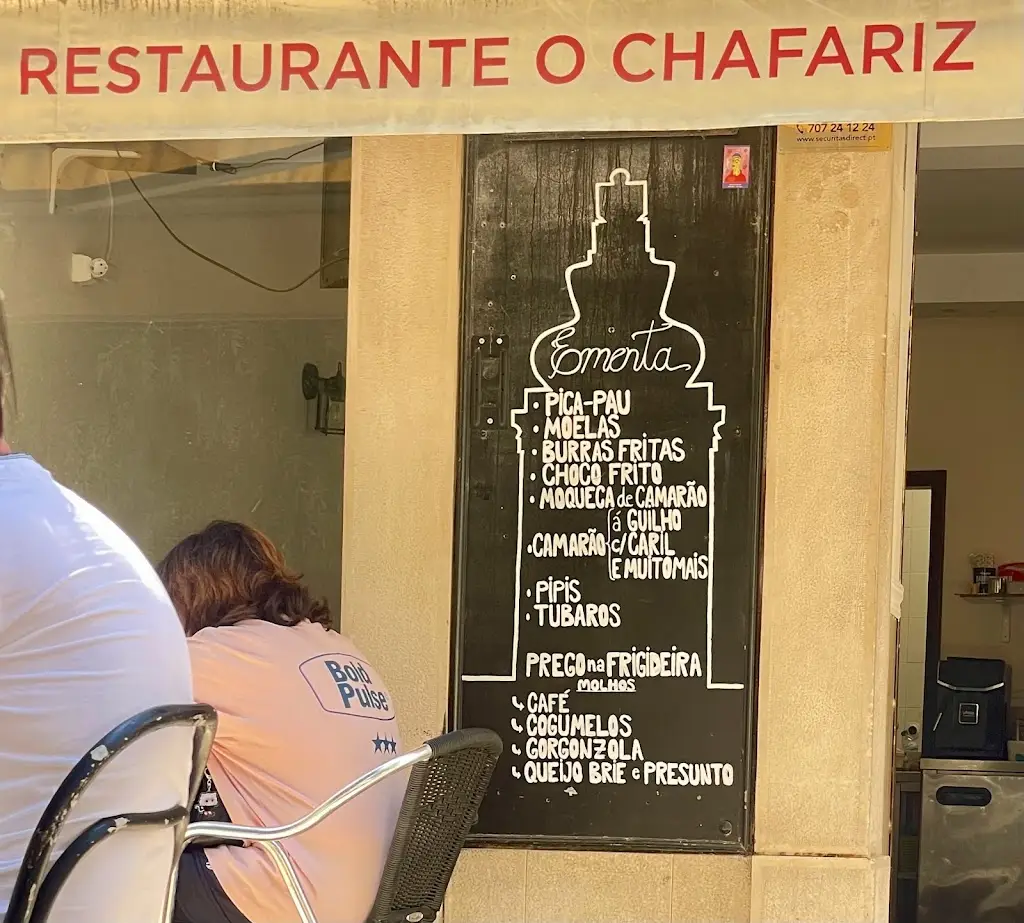 RESTAURANTE O CHAFARIZ
707 24 12 24
www.securitasdirect.pt
Ementa
• PICA-PAU
• MOELAS
• BURRAS FRITAS
• CHOCO FRITO
• MOQUECA de CAMARÃO
• CAMARÃO
á GUILHO
c/ CARIL
E MUITO MAIS
• PIPIS
• TUBAROS
PREGO na FRIGIDEIRA
MOLHOS
CAFÉ
COGUMELOS
GORGONZOLA
QUEIJO BRIE e PRESUNTO
Bold
Pulse